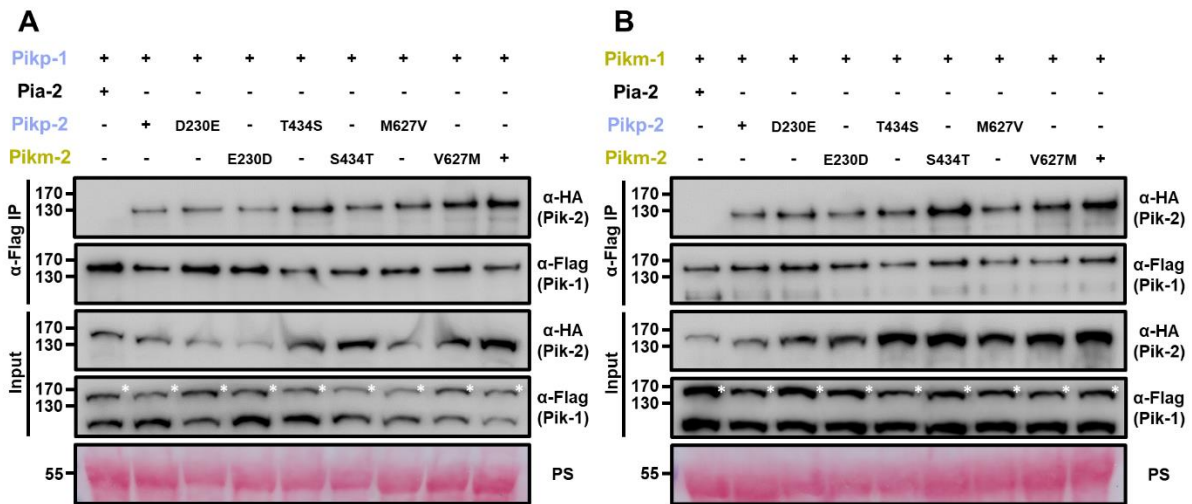 A
Pikp-1 + + + + + + + + +
Pia-2 + - - - - - - - -
Pikp-2 - + D230E - T434S - M627V - -
Pikm-2 - - - E230D - S434T - V627M +
α-Flag IP
170
130
α-HA
(Pik-2)
170
130
α-Flag
(Pik-1)
Input
170
130
α-HA
(Pik-2)
170
130
* * * * * * * * *
α-Flag
(Pik-1)
55
PS
B
Pikm-1 + + + + + + + + +
Pia-2 + - - - - - - - -
Pikp-2 - + D230E - T434S - M627V - -
Pikm-2 - - - E230D - S434T - V627M +
α-Flag IP
170
130
α-HA
(Pik-2)
170
130
α-Flag
(Pik-1)
Input
170
130
α-HA
(Pik-2)
170
130
* * * * * * * * *
α-Flag
(Pik-1)
55
PS